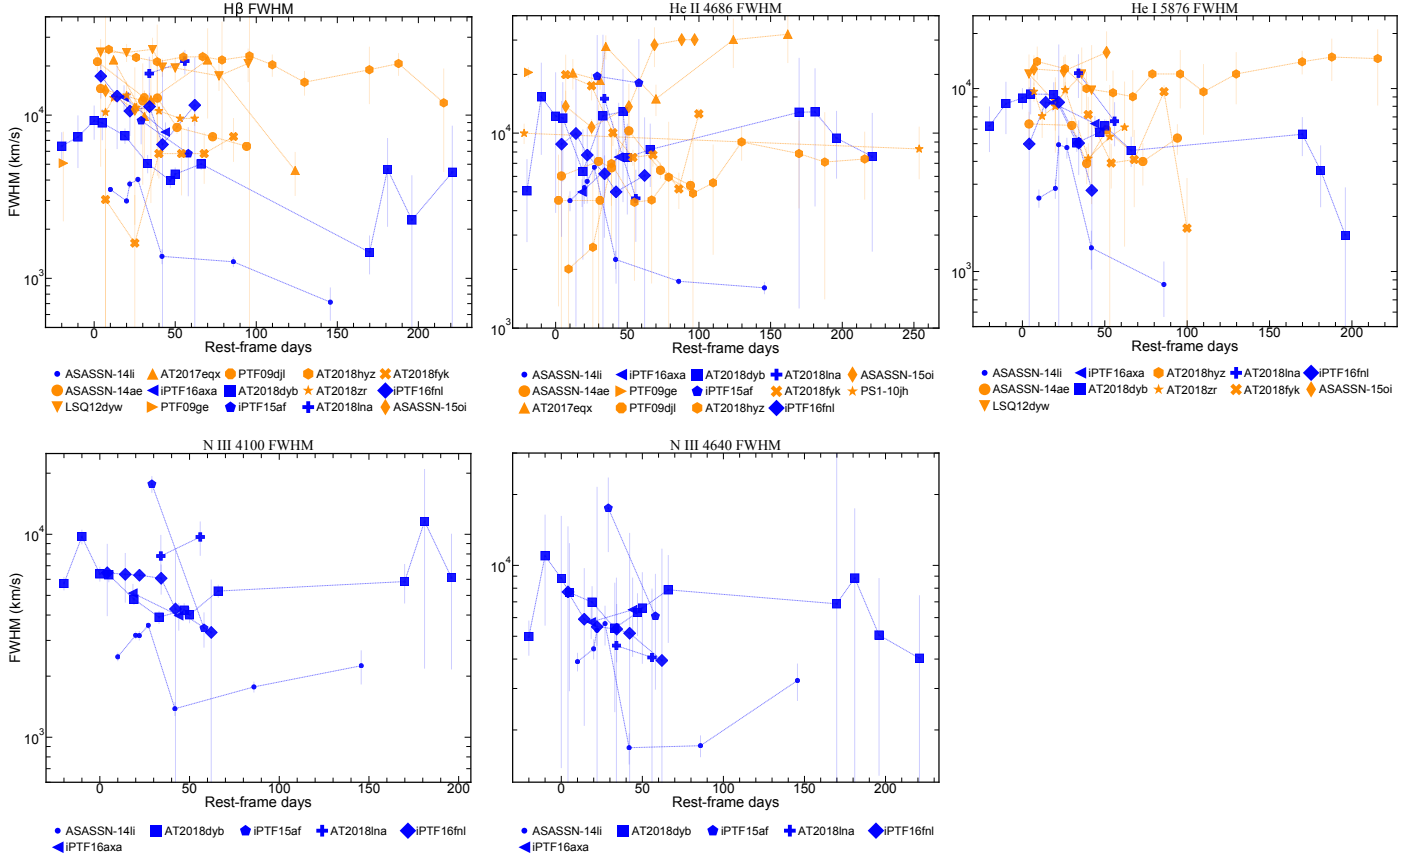 Hβ FWHM
He II 4686 FWHM
He I 5876 FWHM
FWHM (km/s)
10^4
10^3
0 50 100 150 200
Rest-frame days
10^4
10^3
0 50 100 150 200 250
Rest-frame days
10^4
10^3
0 50 100 150 200
Rest-frame days
ASASSN-14li AT2017eqx PTF09djl AT2018hyz AT2018fyk
ASASSN-14ae iPTF16axa AT2018dyb AT2018zr iPTF16fnl
LSQ12dyw PTF09ge iPTF15af AT2018lna ASASSN-15oi
ASASSN-14li iPTF16axa AT2018dyb AT2018lna ASASSN-15oi
ASASSN-14ae PTF09ge iPTF15af AT2018fyk PS1-10jh
AT2017eqx PTF09djl AT2018hyz iPTF16fnl
ASASSN-14li iPTF16axa AT2018hyz AT2018lna iPTF16fnl
ASASSN-14ae AT2018dyb AT2018zr AT2018fyk ASASSN-15oi
LSQ12dyw
N III 4100 FWHM
N III 4640 FWHM
FWHM (km/s)
10^4
10^3
0 50 100 150 200
Rest-frame days
10^4
0 50 100 150 200
Rest-frame days
ASASSN-14li AT2018dyb iPTF15af AT2018lna iPTF16fnl
iPTF16axa
ASASSN-14li AT2018dyb iPTF15af AT2018lna iPTF16fnl
iPTF16axa